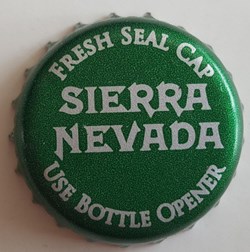 FRESH SEAL CAP
SIERRA
NEVADA
USE BOTTLE OPENER